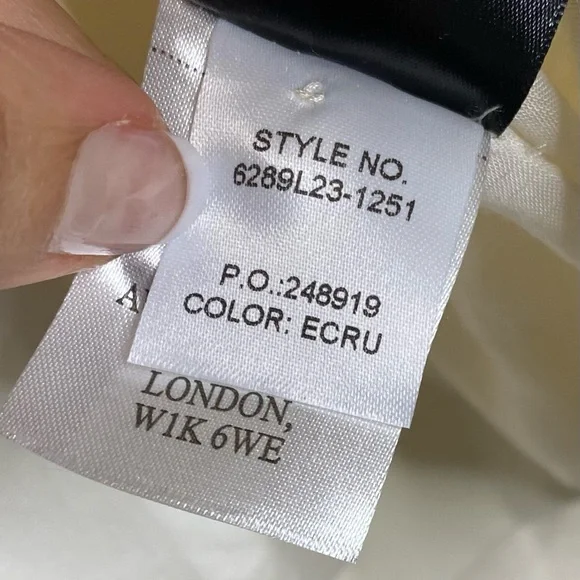 STYLE NO.
6289L23-1251
P.O.:248919
COLOR: ECRU
LONDON,
W1K 6WE